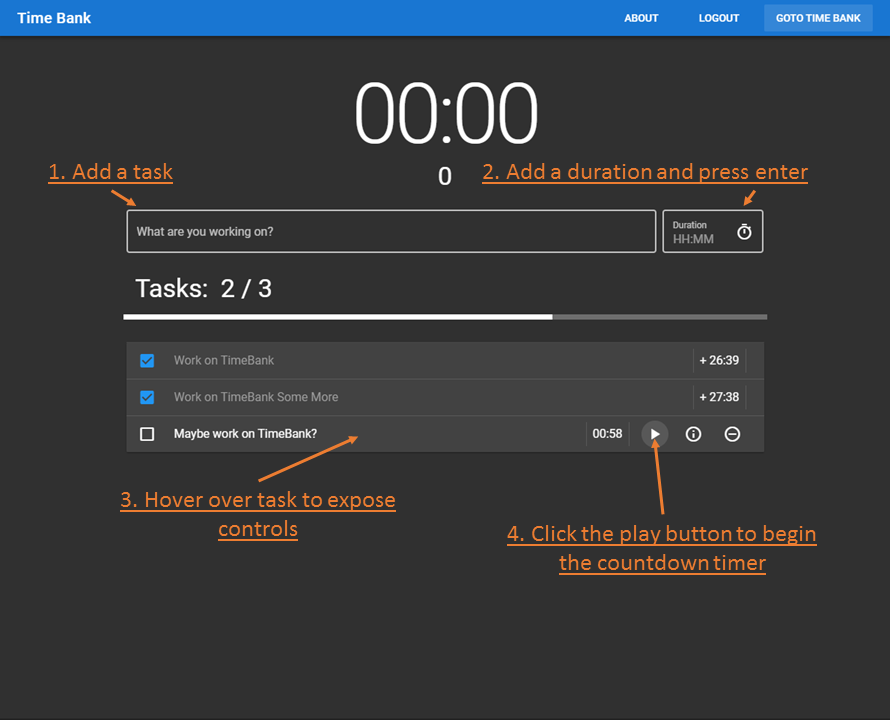 Time Bank
ABOUT
LOGOUT
GOTO TIME BANK
00:00
0
1. Add a task
2. Add a duration and press enter
What are you working on?
Duration
HH:MM
Tasks: 2 / 3
Work on TimeBank
+ 26:39
Work on TimeBank Some More
+ 27:38
Maybe work on TimeBank?
00:58
3. Hover over task to expose
controls
4. Click the play button to begin
the countdown timer